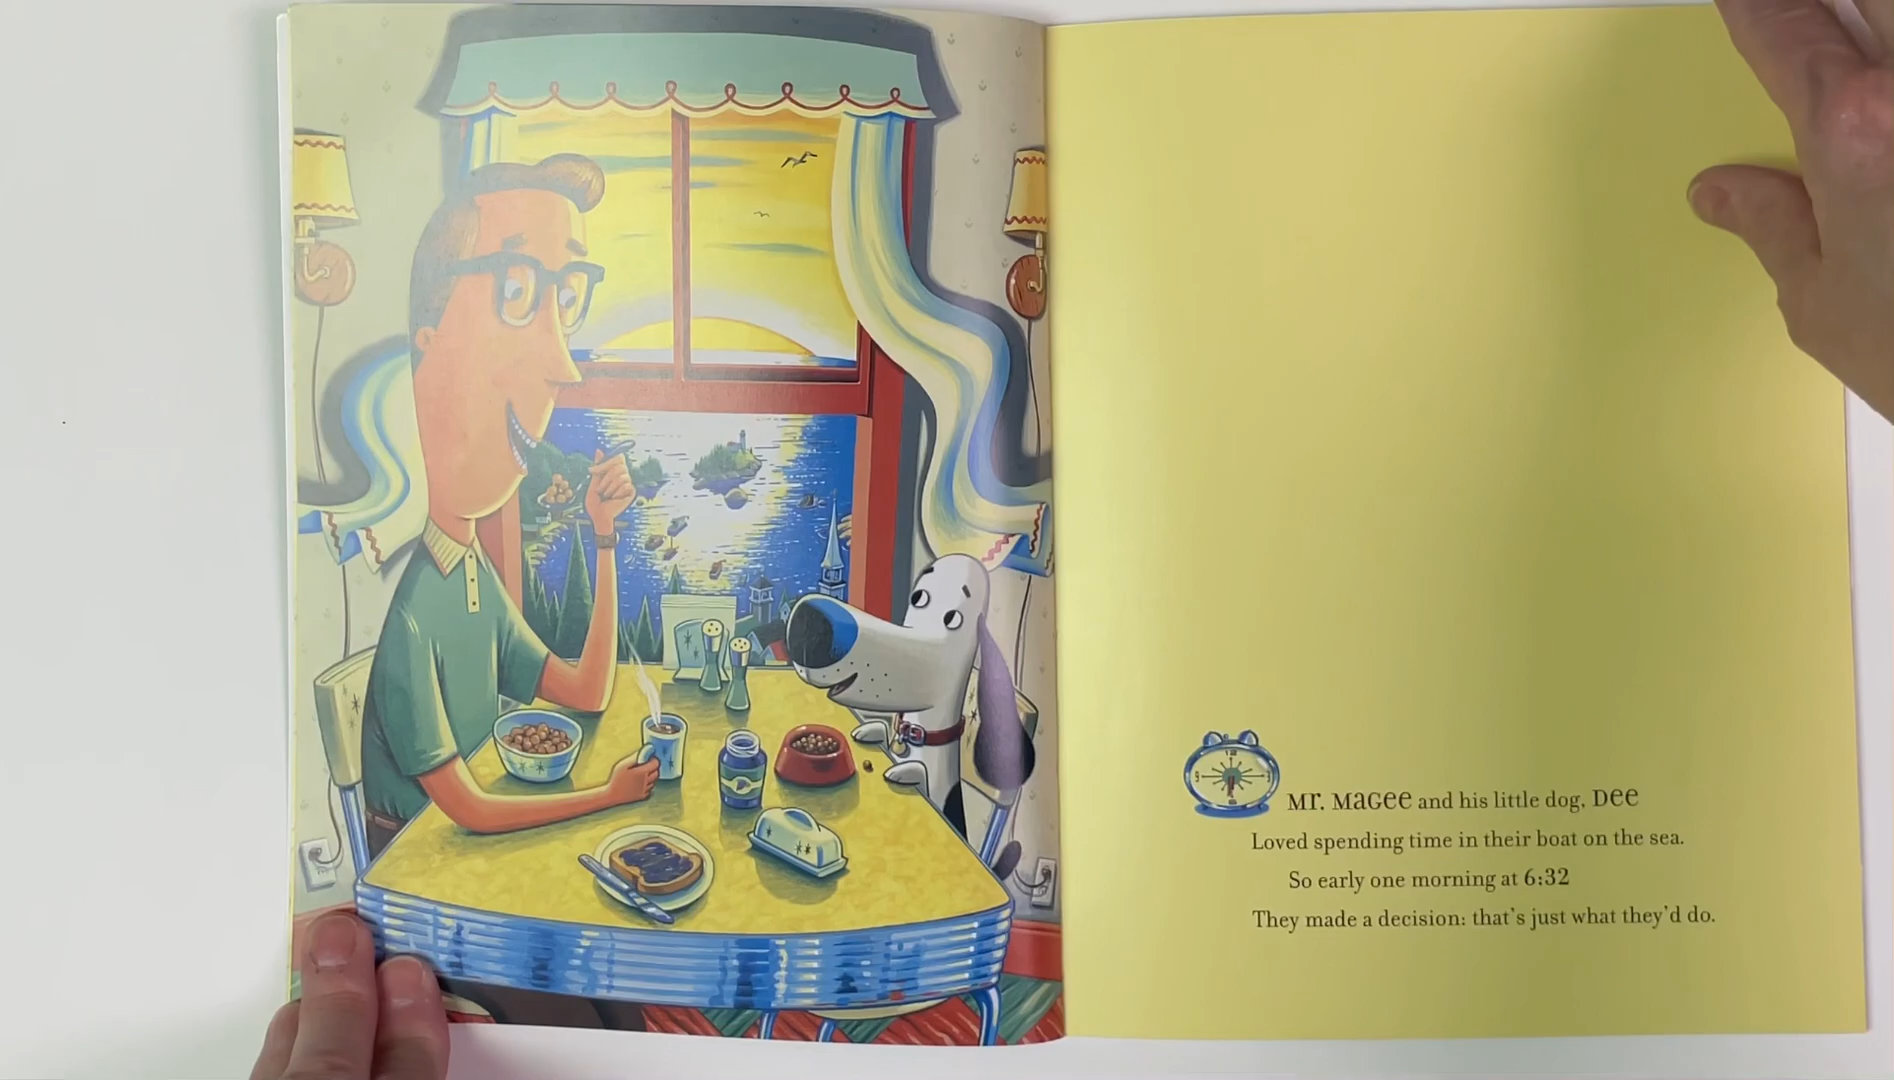 Mr. Magee and his little dog, Dee
Loved spending time in their boat on the sea.
So early one morning at 6:32
They made a decision: that's just what they'd do.